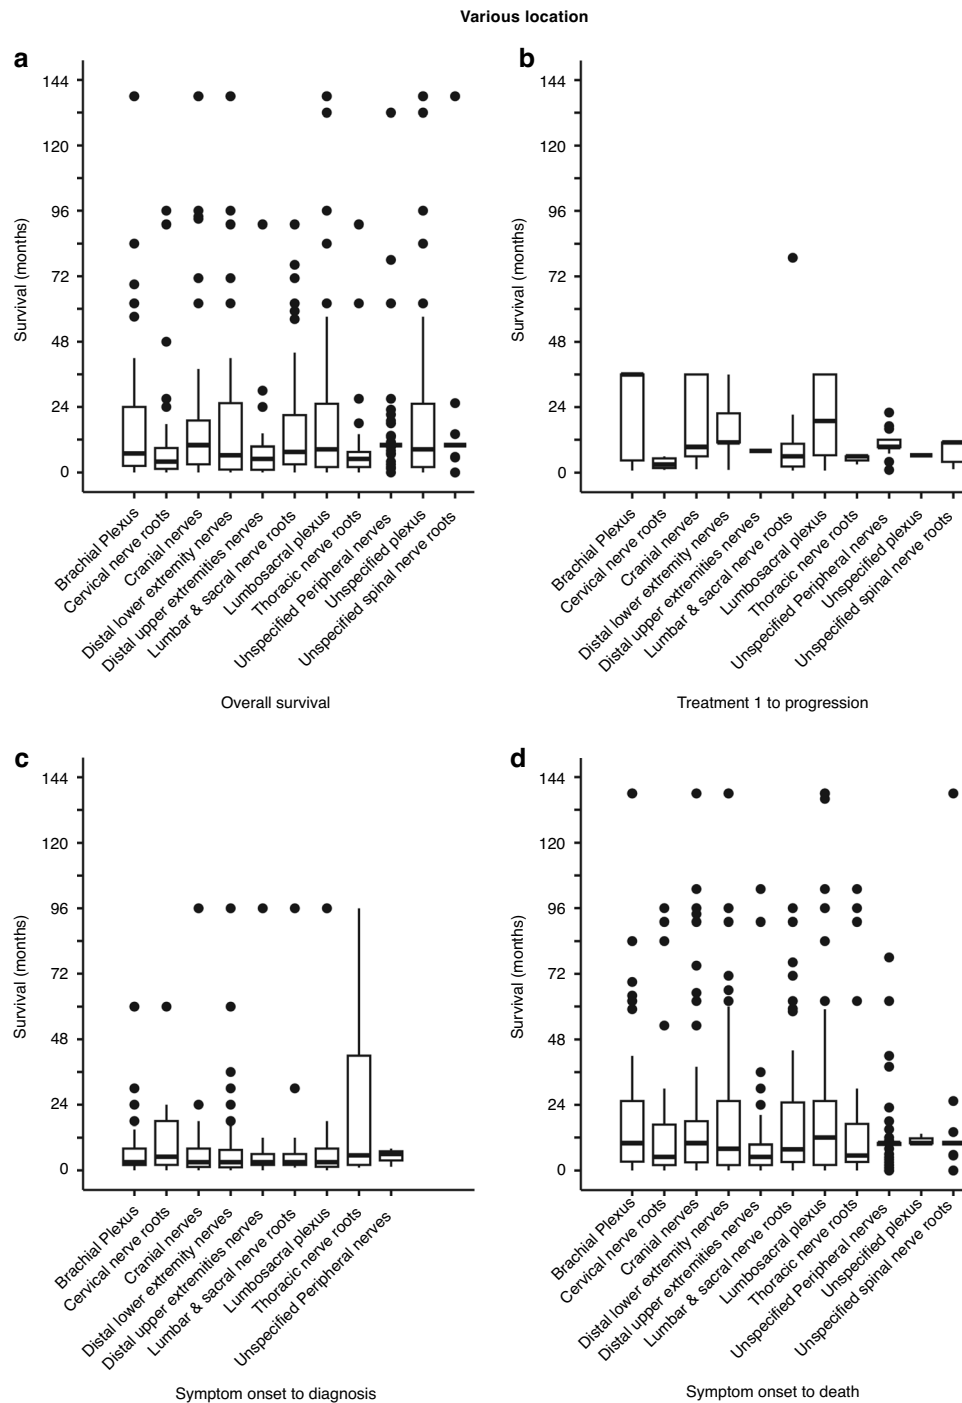 Various location
a
144
120
96
72
48
24
0
Survival (months)
Brachial Plexus
Cervical nerve roots
Cranial nerves
Distal lower extremity nerves
Distal upper extremities nerves
Lumbar & sacral nerve roots
Lumbosacral plexus
Thoracic nerve roots
Unspecified Peripheral nerves
Unspecified plexus
Unspecified spinal nerve roots
Overall survival
b
144
120
96
72
48
24
0
Survival (months)
Brachial Plexus
Cervical nerve roots
Cranial nerves
Distal lower extremity nerves
Distal upper extremities nerves
Lumbar & sacral nerve roots
Lumbosacral plexus
Thoracic nerve roots
Unspecified Peripheral nerves
Unspecified plexus
Unspecified spinal nerve roots
Treatment 1 to progression
c
144
120
96
72
48
24
0
Survival (months)
Brachial Plexus
Cervical nerve roots
Cranial nerves
Distal lower extremity nerves
Distal upper extremities nerves
Lumbar & sacral nerve roots
Lumbosacral plexus
Thoracic nerve roots
Unspecified Peripheral nerves
Symptom onset to diagnosis
d
144
120
96
72
48
24
0
Survival (months)
Brachial Plexus
Cervical nerve roots
Cranial nerves
Distal lower extremity nerves
Distal upper extremities nerves
Lumbar & sacral nerve roots
Lumbosacral plexus
Thoracic nerve roots
Unspecified Peripheral nerves
Unspecified plexus
Unspecified spinal nerve roots
Symptom onset to death